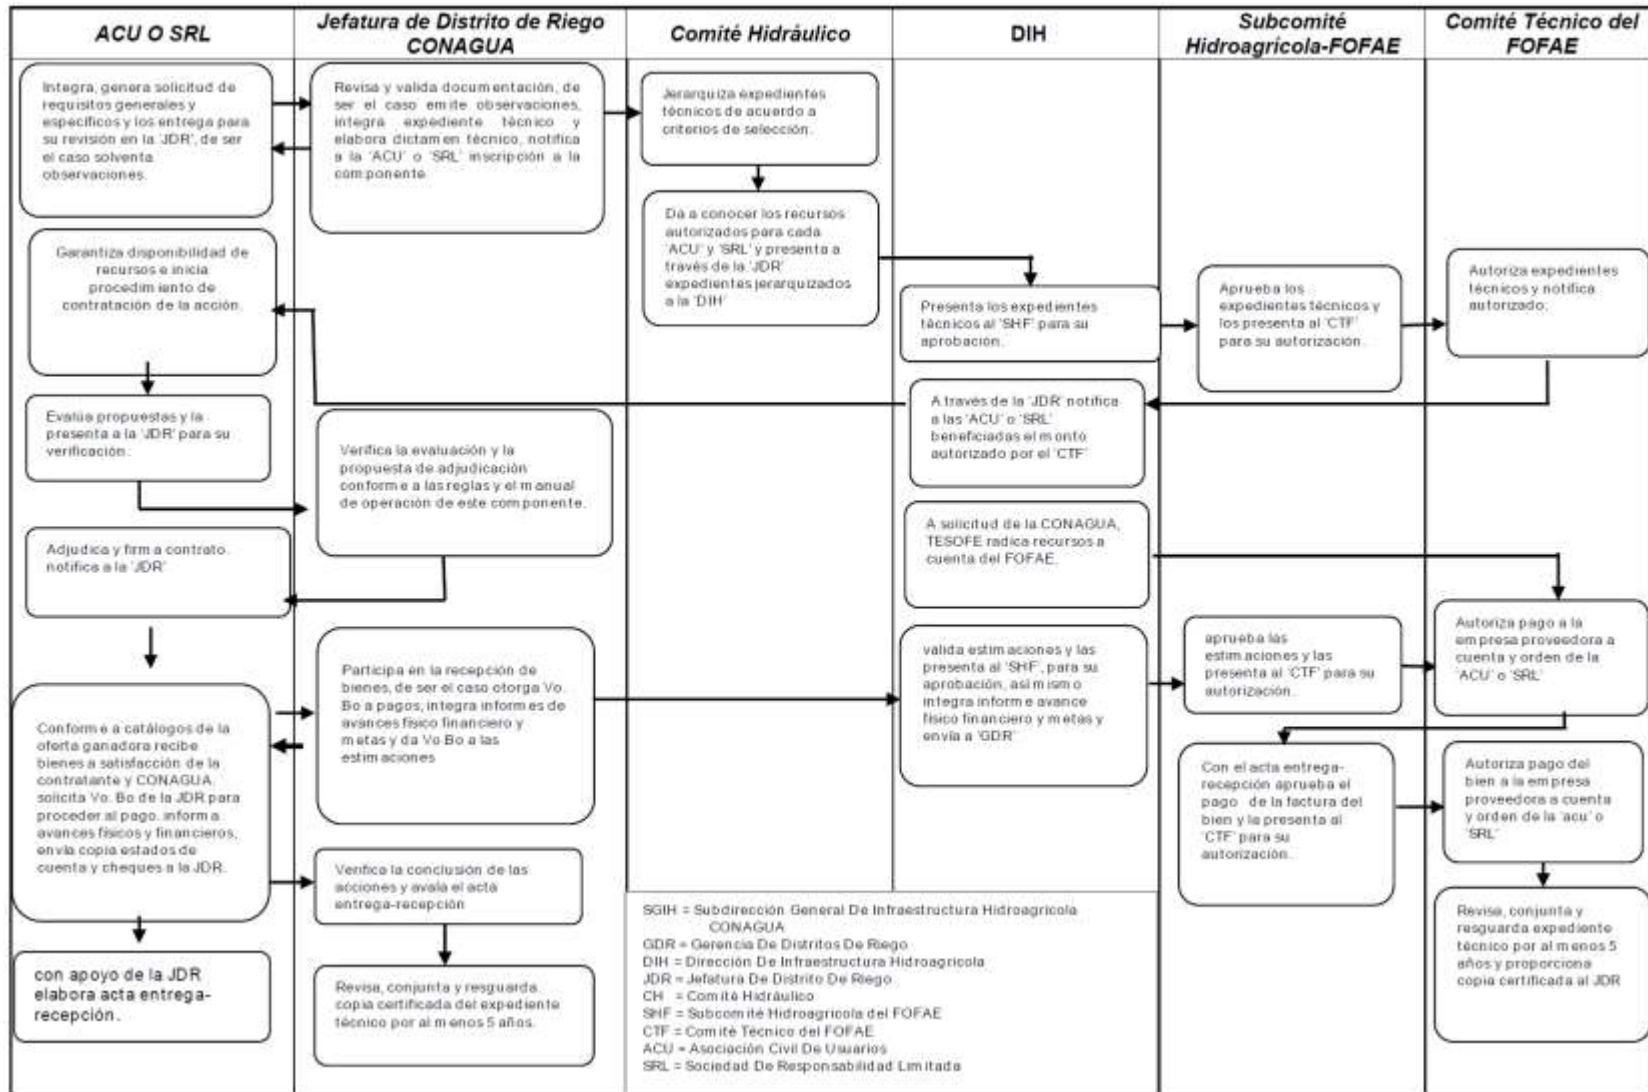 ACU O SRL
Jefatura de Distrito de Riego
CONAGUA
Comité Hidráulico
DIH
Subcomité
Hidroagrícola-FOFAE
Comité Técnico del
FOFAE
Integra, genera solicitud de
requisitos generales y
específicos y los entrega para
su revisión en la 'JDR', de ser
el caso solventa
observaciones.
Revisa y valida documentación, de
ser el caso emite observaciones,
integra expediente técnico y
elabora dictamen técnico, notifica
a la 'ACU' o 'SRL' inscripción a la
componente
Jerarquiza expedientes
técnicos de acuerdo a
criterios de selección.
Da a conocer los recursos
autorizados para cada
'ACU' y 'SRL' y presenta a
través de la 'JDR'
expedientes jerarquizados
a la 'DIH'
Presenta los expedientes
técnicos al 'SHF' para su
aprobación.
Aprueba los
expedientes técnicos y
los presenta al 'CTF'
para su autorización.
Autoriza expedientes
técnicos y notifica
autorizado;
Garantiza disponibilidad de
recursos e inicia
procedimiento de
contratación de la acción.
A través de la 'JDR' notifica
a las 'ACU' o 'SRL'
beneficiadas el monto
autorizado por el 'CTF'
Evalúa propuestas y la
presenta a la 'JDR' para su
verificación.
Verifica la evaluación y la
propuesta de adjudicación
conforme a las reglas y el manual
de operación de este componente.
A solicitud de la CONAGUA,
TESOFE radica recursos a
cuenta del FOFAE.
Adjudica y firma contrato.
notifica a la 'JDR'
Participa en la recepción de
bienes, de ser el caso otorga Vo.
Bo a pagos, integra informes de
avances físico financiero y
metas y da Vo Bo a las
estimaciones
valida estimaciones y las
presenta al 'SHF', para su
aprobación, así mismo
integra informe avance
físico financiero y metas y
envía a 'GDR'
aprueba las
estimaciones y las
presenta al 'CTF' para su
autorización.
Autoriza pago a la
empresa proveedora a
cuenta y orden de la
'ACU' o 'SRL'
Conforme a catálogos de la
oferta ganadora recibe
bienes a satisfacción de la
contratante y CONAGUA.
solicita Vo. Bo de la JDR para
proceder al pago. informa
avances físicos y financieros,
envía copia estados de
cuenta y cheques a la JDR.
Con el acta entrega-
recepción aprueba el
pago de la factura del
bien y la presenta al
'CTF' para su
autorización.
Autoriza pago del
bien a la empresa
proveedora a cuenta
y orden de la 'acu' o
'SRL'
Verifica la conclusión de las
acciones y avala el acta
entrega-recepción
con apoyo de la JDR
elabora acta entrega-
recepción.
Revisa, conjunta y resguarda
copia certificada del expediente
técnico por al menos 5 años.
Revisa, conjunta y
resguarda expediente
técnico por al menos 5
años y proporciona
copia certificada al JDR
SGIH = Subdirección General De Infraestructura Hidroagrícola
CONAGUA
GDR = Gerencia De Distritos De Riego
DIH = Dirección De Infraestructura Hidroagrícola
JDR = Jefatura De Distrito De Riego
CH = Comité Hidráulico
SHF = Subcomité Hidroagrícola del FOFAE
CTF = Comité Técnico del FOFAE
ACU = Asociación Civil De Usuarios
SRL = Sociedad De Responsabilidad Limitada